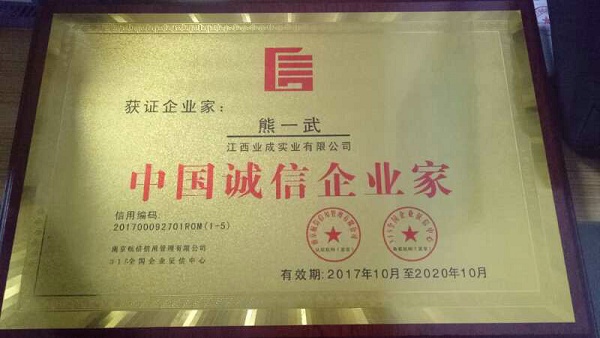 获证企业家：
熊一武
江西业成实业有限公司
中国诚信企业家
信用编码：
20170009270​1ROM(1-5)
南京航信信用管理有限公司
315全国企业征信中心
有效期:2017年10月至2020年10月